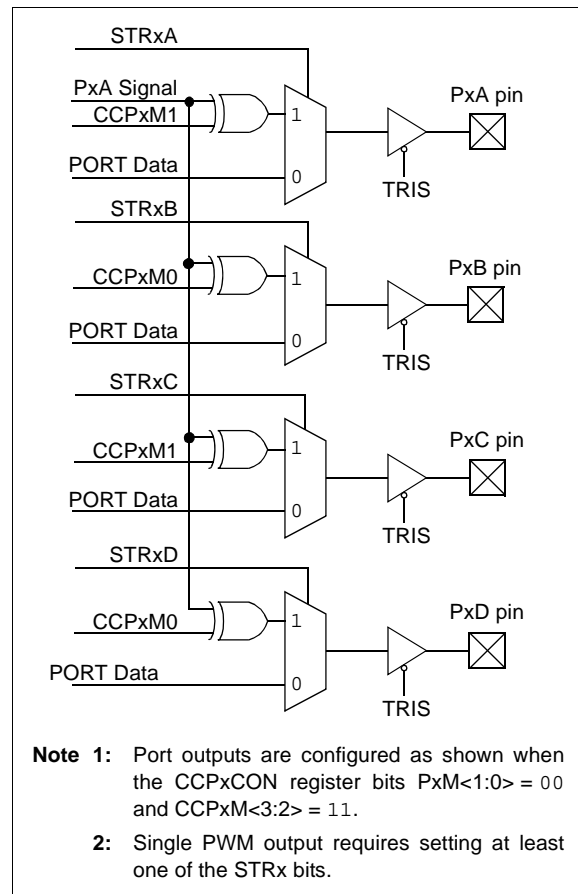 STRxA
PxA Signal
CCPxM1
1
PxA pin
PORT Data
0
TRIS
STRxB
CCPxM0
1
PxB pin
PORT Data
0
TRIS
STRxC
CCPxM1
1
PxC pin
PORT Data
0
TRIS
STRxD
CCPxM0
1
PxD pin
PORT Data
0
TRIS
Note 1: Port outputs are configured as shown when
the CCPxCON register bits PxM<1:0> = 00
and CCPxM<3:2> = 11.
2: Single PWM output requires setting at least
one of the STRx bits.